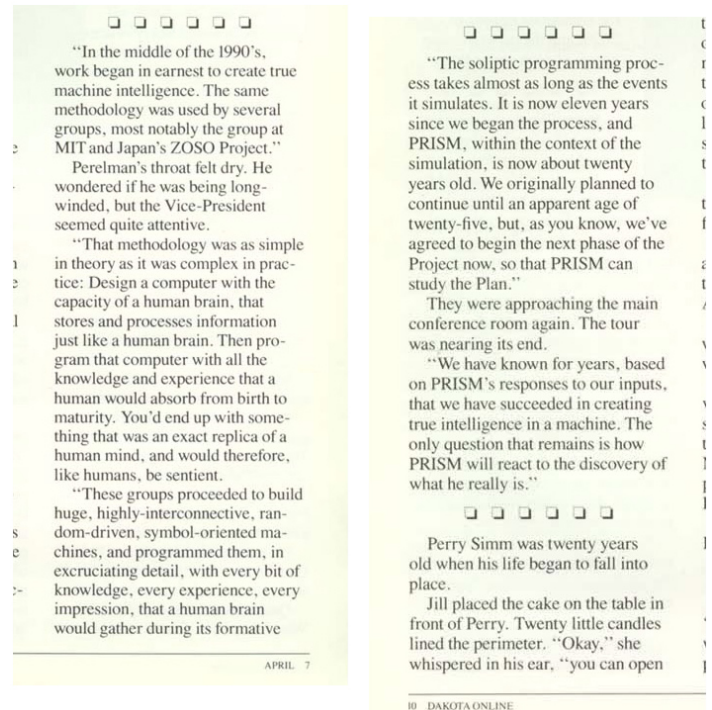 “In the middle of the 1990’s,
work began in earnest to create true
machine intelligence. The same
methodology was used by several
groups, most notably the group at
MIT and Japan’s ZOSO Project.”
Perelman’s throat felt dry. He
wondered if he was being long-
winded, but the Vice-President
seemed quite attentive.
“That methodology was as simple
in theory as it was complex in prac-
tice: Design a computer with the
capacity of a human brain, that
stores and processes information
just like a human brain. Then pro-
gram that computer with all the
knowledge and experience that a
human would absorb from birth to
maturity. You’d end up with some-
thing that was an exact replica of a
human mind, and would therefore,
like humans, be sentient.
“These groups proceeded to build
huge, highly-interconnective, ran-
dom-driven, symbol-oriented ma-
chines, and programmed them, in
excruciating detail, with every bit of
knowledge, every experience, every
impression, that a human brain
would gather during its formative
APRIL 7
“The soliptic programming proc-
ess takes almost as long as the events
it simulates. It is now eleven years
since we began the process, and
PRISM, within the context of the
simulation, is now about twenty
years old. We originally planned to
continue until an apparent age of
twenty-five, but, as you know, we’ve
agreed to begin the next phase of the
Project now, so that PRISM can
study the Plan.”
They were approaching the main
conference room again. The tour
was nearing its end.
“We have known for years, based
on PRISM’s responses to our inputs,
that we have succeeded in creating
true intelligence in a machine. The
only question that remains is how
PRISM will react to the discovery of
what he really is.”
Perry Simm was twenty years
old when his life began to fall into
place.
Jill placed the cake on the table in
front of Perry. Twenty little candles
lined the perimeter. “Okay,” she
whispered in his ear, “you can open
10 DAKOTA ONLINE